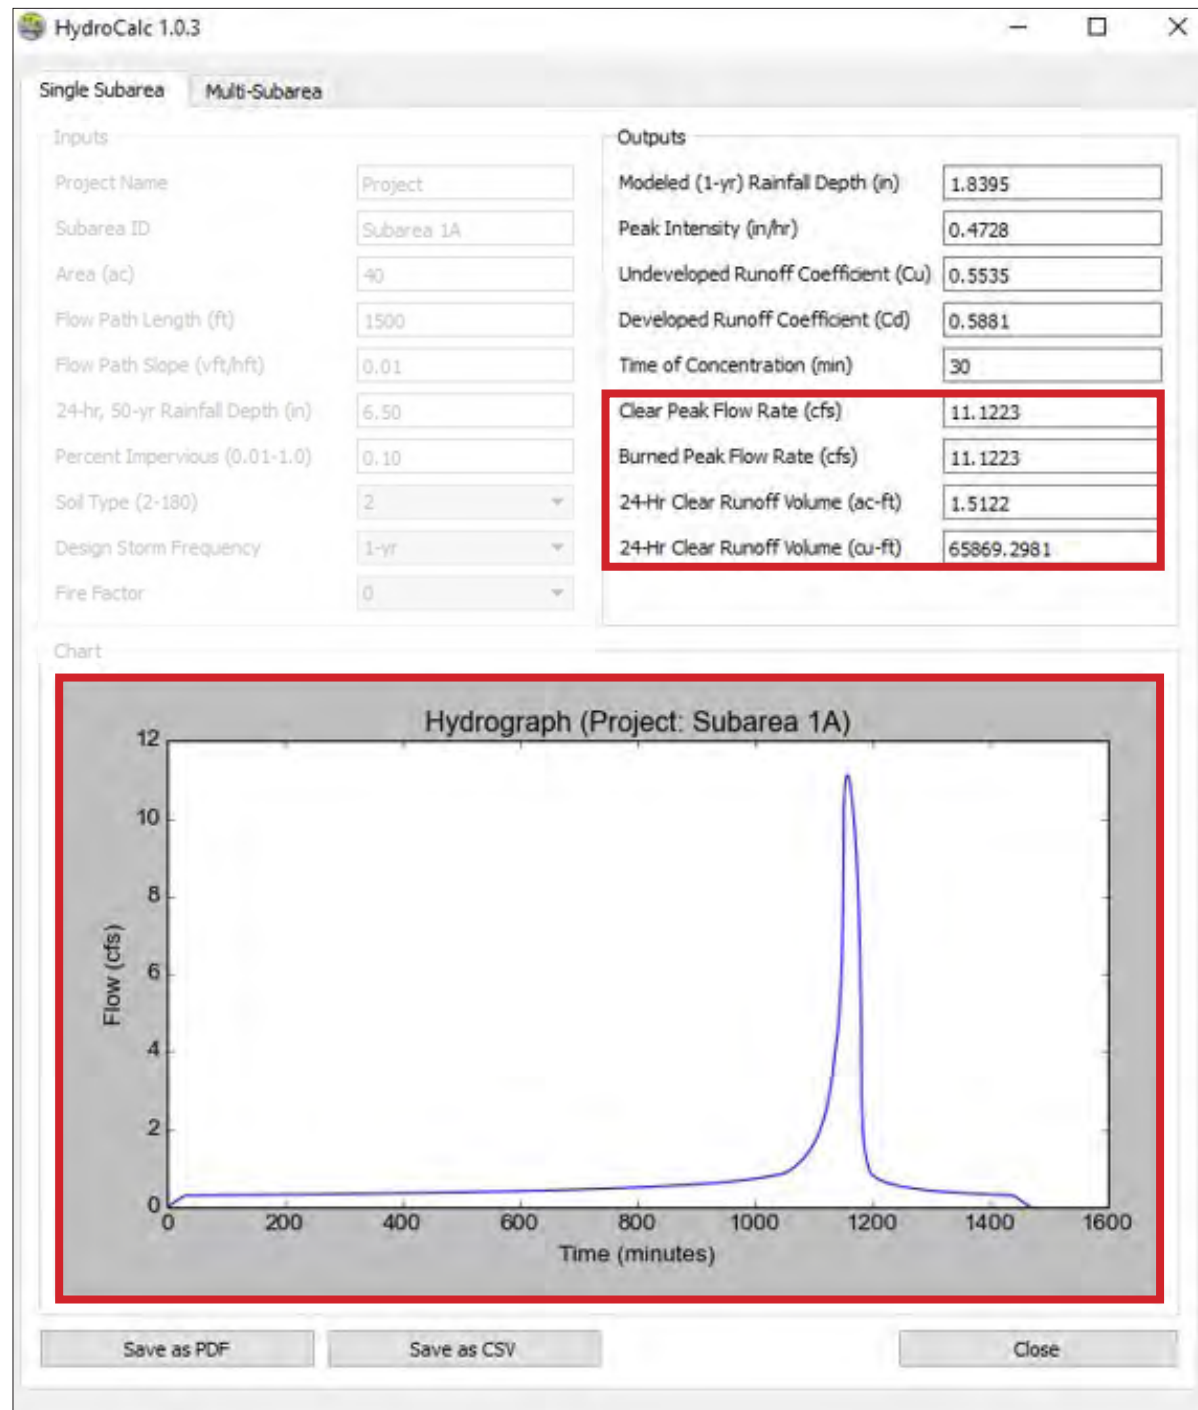 HydroCalc 1.0.3
Single Subarea Multi-Subarea
Inputs
Project Name Project
Subarea ID Subarea 1A
Area (ac) 40
Flow Path Length (ft) 1500
Flow Path Slope (vft/hft) 0.01
24-hr, 50-yr Rainfall Depth (in) 6.50
Percent Impervious (0.01-1.0) 0.10
Soil Type (2-180) 2
Design Storm Frequency 1-yr
Fire Factor 0
Outputs
Modeled (1-yr) Rainfall Depth (in) 1.8395
Peak Intensity (in/hr) 0.4728
Undeveloped Runoff Coefficient (Cu) 0.5535
Developed Runoff Coefficient (Cd) 0.5881
Time of Concentration (min) 30
Clear Peak Flow Rate (cfs) 11.1223
Burned Peak Flow Rate (cfs) 11.1223
24-Hr Clear Runoff Volume (ac-ft) 1.5122
24-Hr Clear Runoff Volume (cu-ft) 65869.2981
Chart
Hydrograph (Project: Subarea 1A)
12
10
8
6
4
2
0
Flow (cfs)
0 200 400 600 800 1000 1200 1400 1600
Time (minutes)
Save as PDF Save as CSV Close